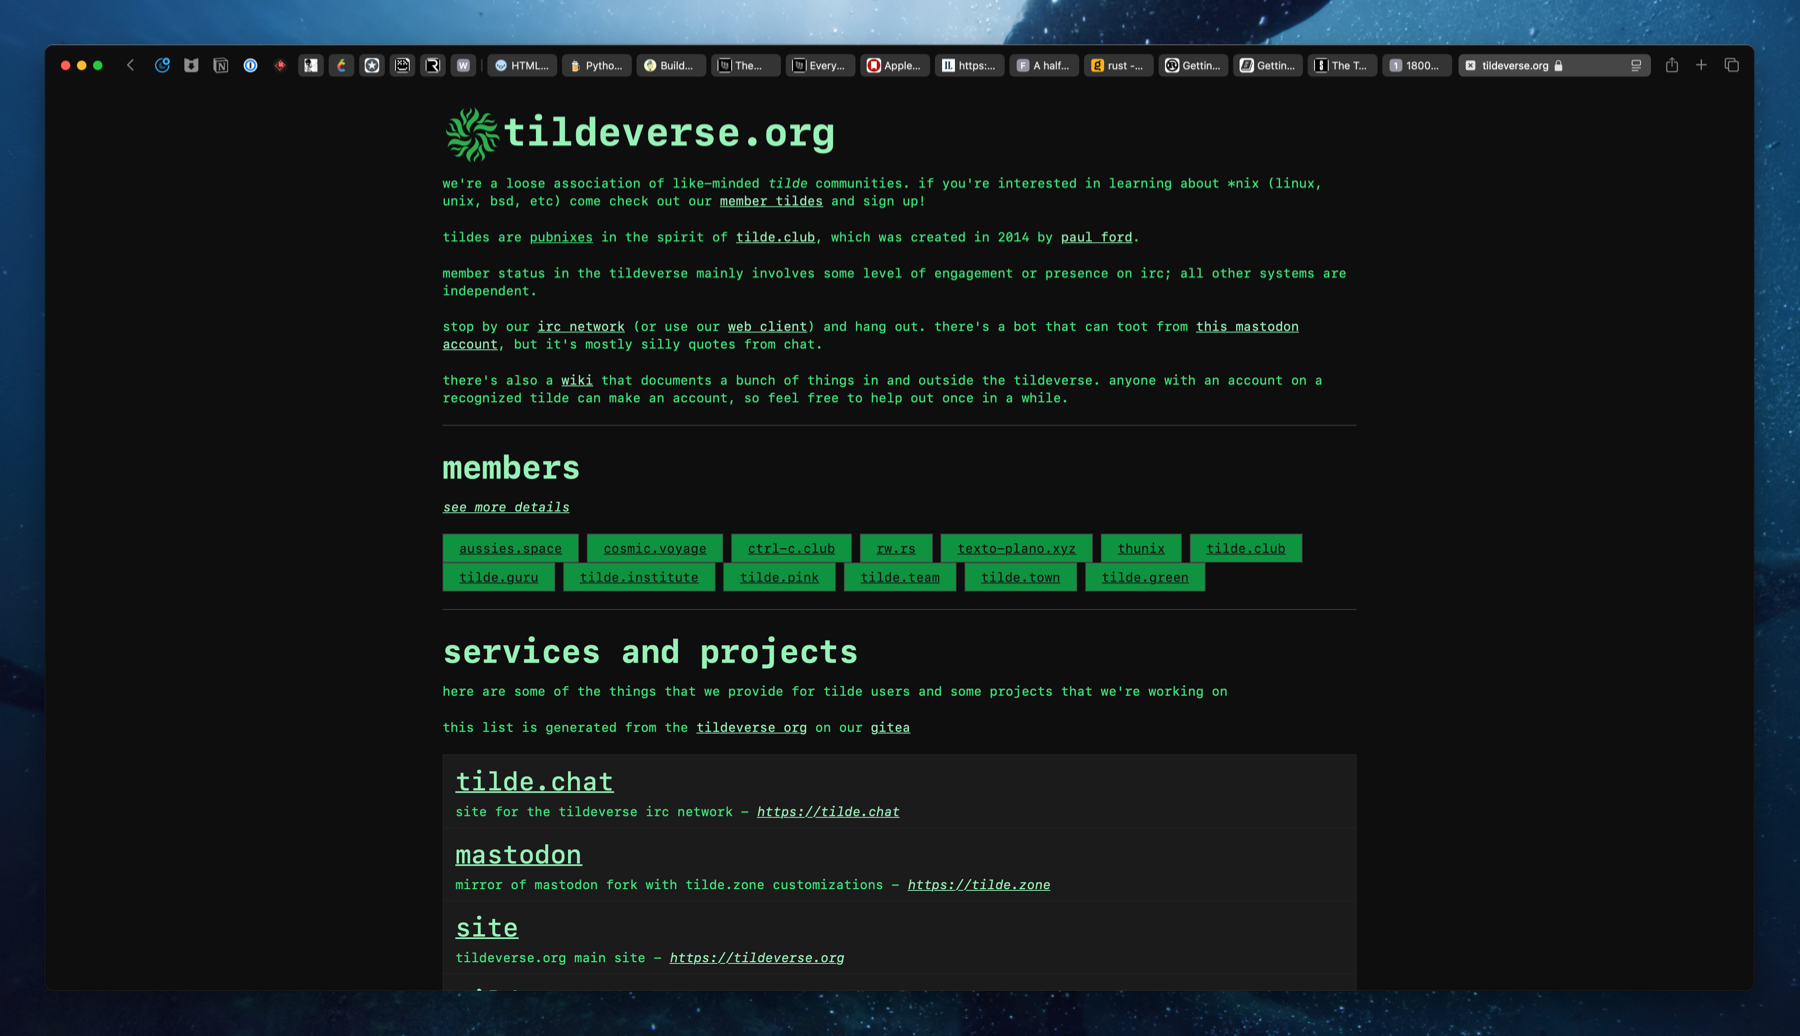 HTML...
Pytho...
Build...
The...
Every...
Apple...
https:...
A half...
rust -...
Gettin...
Gettin...
The T...
1800...
tildeverse.org
tildeverse.org
we're a loose association of like-minded tilde communities. if you're interested in learning about *nix (linux,
unix, bsd, etc) come check out our member tildes and sign up!
tildes are pubnixes in the spirit of tilde.club, which was created in 2014 by paul ford.
member status in the tildeverse mainly involves some level of engagement or presence on irc; all other systems are
independent.
stop by our irc network (or use our web client) and hang out. there's a bot that can toot from this mastodon
account, but it's mostly silly quotes from chat.
there's also a wiki that documents a bunch of things in and outside the tildeverse. anyone with an account on a
recognized tilde can make an account, so feel free to help out once in a while.
members
see more details
aussies.space cosmic.voyage ctrl-c.club rw.rs texto-plano.xyz thunix tilde.club
tilde.guru tilde.institute tilde.pink tilde.team tilde.town tilde.green
services and projects
here are some of the things that we provide for tilde users and some projects that we're working on
this list is generated from the tildeverse org on our gitea
tilde.chat
site for the tildeverse irc network - https://tilde.chat
mastodon
mirror of mastodon fork with tilde.zone customizations - https://tilde.zone
site
tildeverse.org main site - https://tildeverse.org